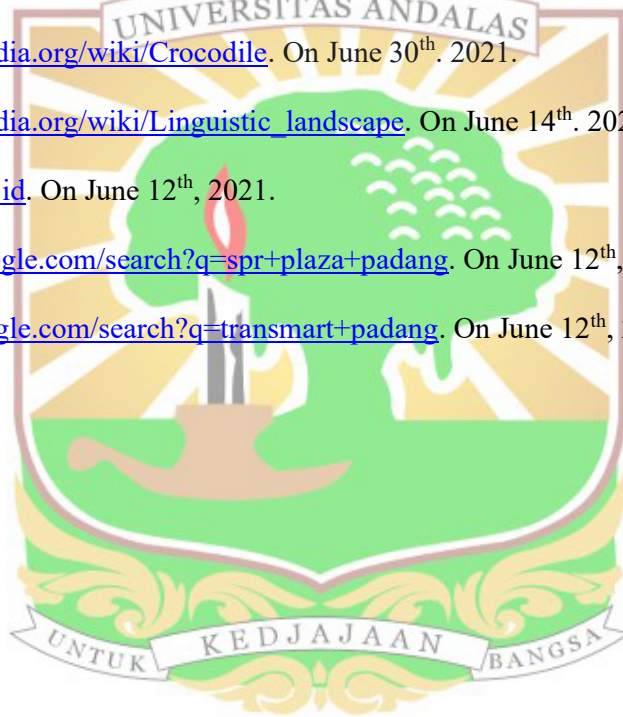 UNIVERSITAS ANDALAS
dia.org/wiki/Crocodile. On June 30th. 2021.
dia.org/wiki/Linguistic_landscape. On June 14th. 202
id. On June 12th, 2021.
gle.com/search?q=spr+plaza+padang. On June 12th,
gle.com/search?q=transmart+padang. On June 12th, 2
UNTUK KEDJAJAAN BANGSA